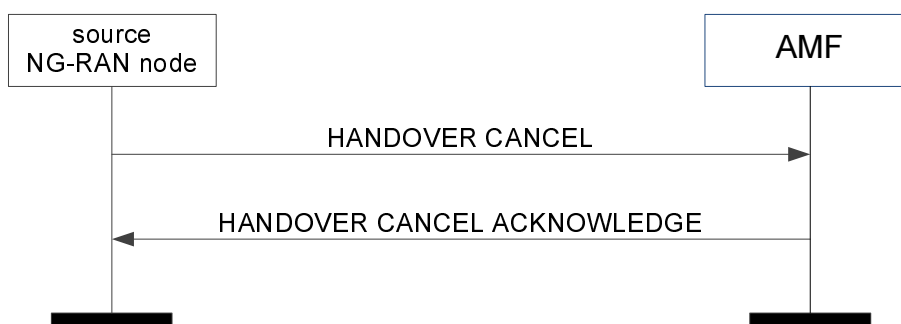 source
NG-RAN node
AMF
HANDOVER CANCEL
HANDOVER CANCEL ACKNOWLEDGE